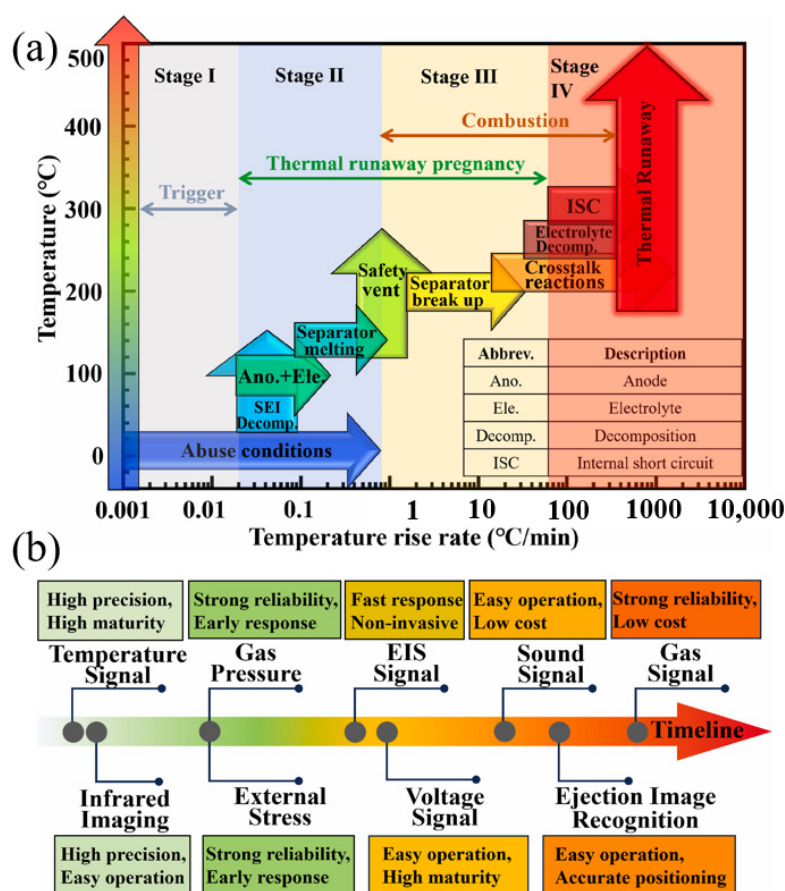 (a)
500
400
300
200
100
0
Temperature (°C)
Stage I
Stage II
Stage III
Stage
IV
Combustion
Thermal runaway pregnancy
Trigger
Thermal Runaway
ISC
Electrolyte
Decomp.
Crosstalk
reactions
Safety
vent
Separator
break up
Separator
melting
Ano.+Ele.
SEI
Decomp.
Abuse conditions
Abbrev. Description
Ano. Anode
Ele. Electrolyte
Decomp. Decomposition
ISC Internal short circuit
0.001 0.01 0.1 1 10 100 1000 10,000
Temperature rise rate (°C/min)
(b)
High precision,
High maturity
Strong reliability,
Early response
Fast response
Non-invasive
Easy operation,
Low cost
Strong reliability,
Low cost
Temperature
Signal
Gas
Pressure
EIS
Signal
Sound
Signal
Gas
Signal
Timeline
Infrared
Imaging
External
Stress
Voltage
Signal
Ejection Image
Recognition
High precision,
Easy operation
Strong reliability,
Early response
Easy operation,
High maturity
Easy operation,
Accurate positioning